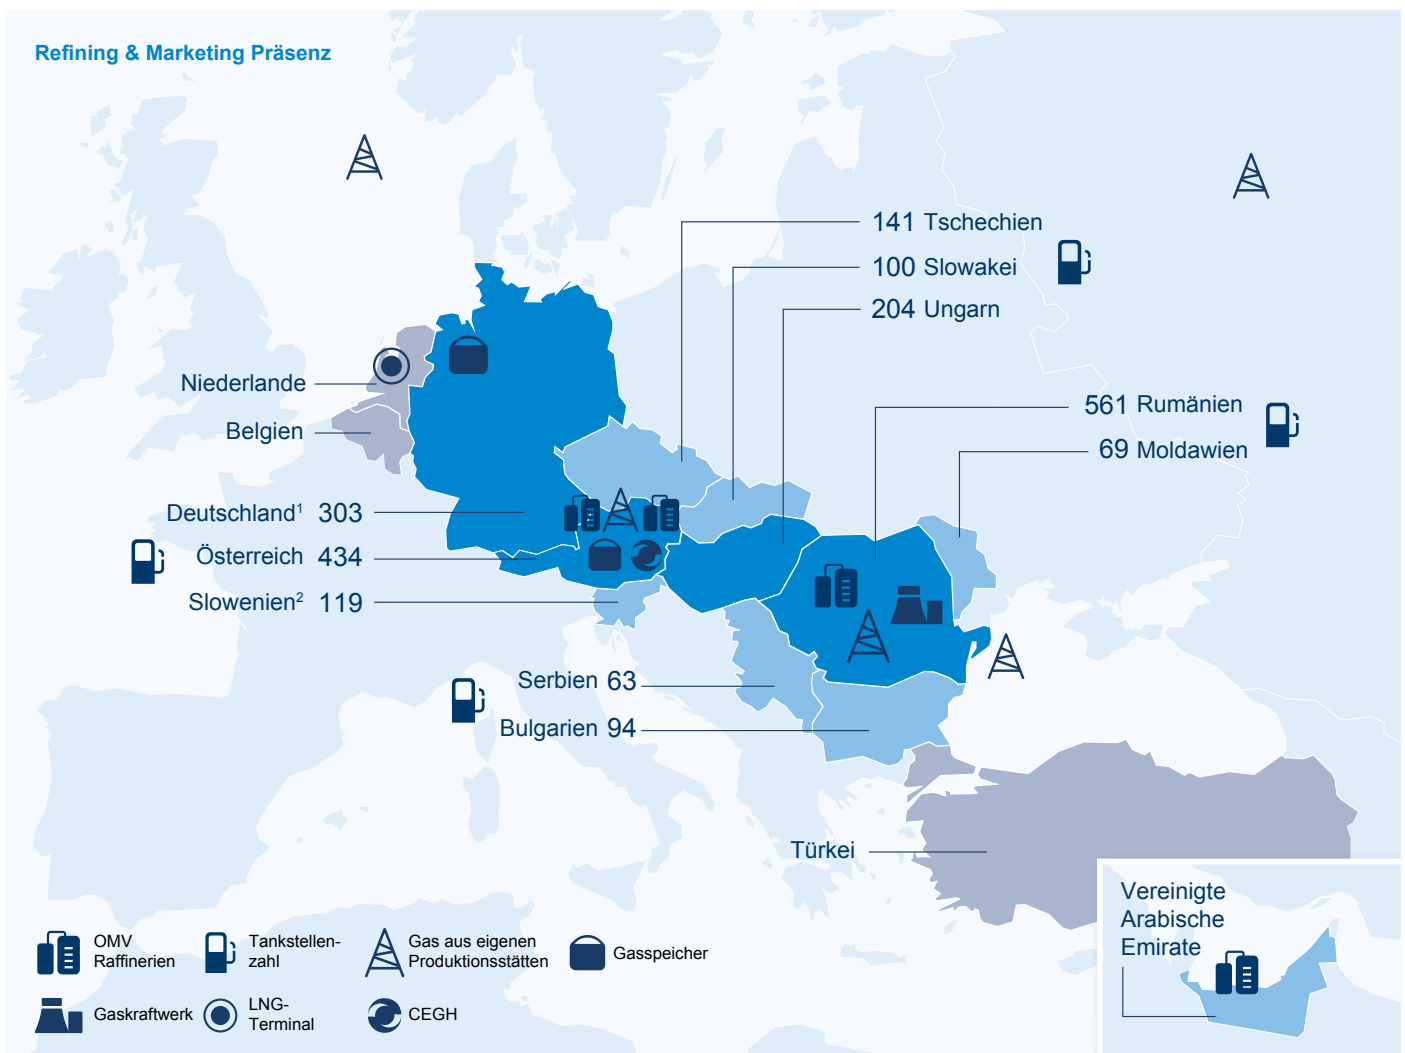 Refining & Marketing Präsenz
141 Tschechien
100 Slowakei
204 Ungarn
Niederlande
Belgien
561 Rumänien
69 Moldawien
Deutschland¹ 303
Österreich 434
Slowenien² 119
Serbien 63
Bulgarien 94
Türkei
Vereinigte
Arabische
Emirate
OMV
Raffinerien
Tankstellen-
zahl
Gas aus eigenen
Produktionsstätten
Gasspeicher
Gaskraftwerk
LNG-
Terminal
CEGH